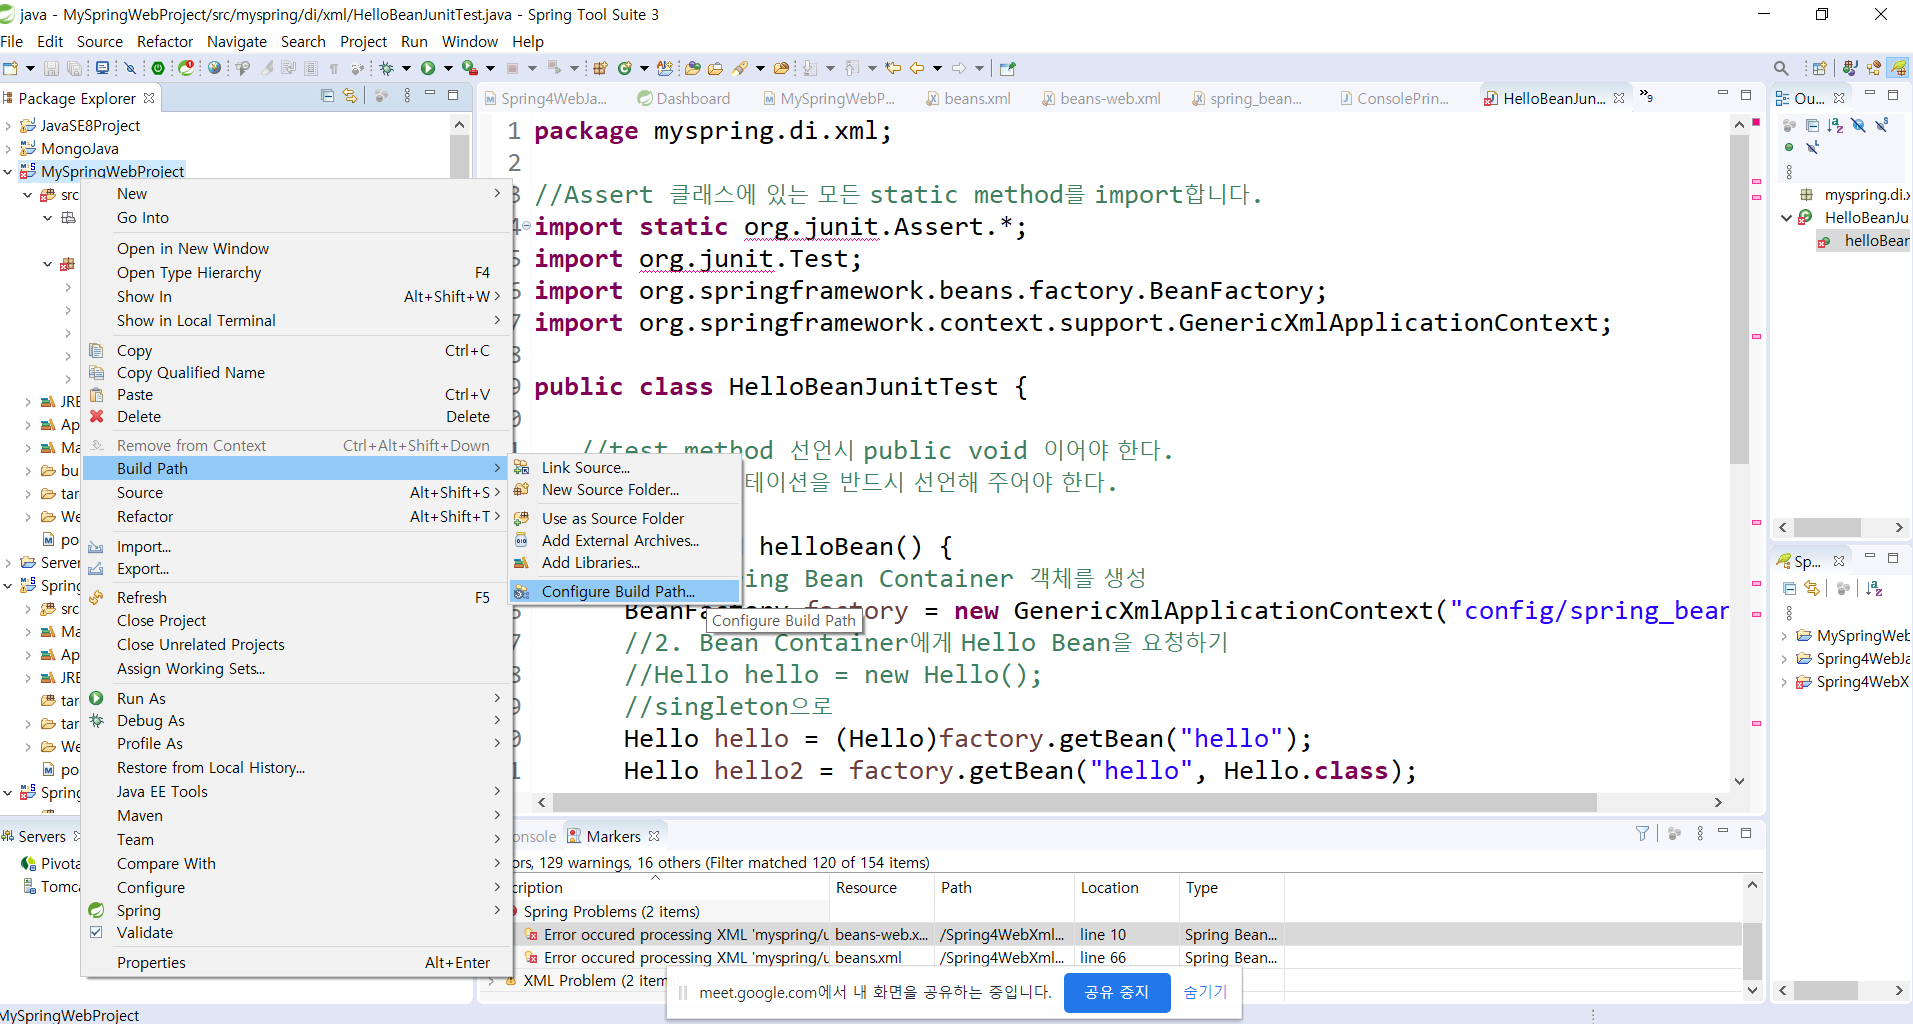 java - MySpringWebProject/src/myspring/di/xml/HelloBeanJunitTest.java - Spring Tool Suite 3
File Edit Source Refactor Navigate Search Project Run Window Help
Package Explorer
JavaSE8Project
MongoJava
MySpringWebProject
src
JRE
Ap
Ma
bu
tar
We
po
Server
Spring
src
Ma
Ap
JRE
tar
tar
We
po
Spring
New
Go Into
Open in New Window
Open Type Hierarchy F4
Show In Alt+Shift+W
Show in Local Terminal
Copy Ctrl+C
Copy Qualified Name
Paste Ctrl+V
Delete Delete
Remove from Context Ctrl+Alt+Shift+Down
Build Path
Source Alt+Shift+S
Refactor Alt+Shift+T
Import...
Export...
Refresh F5
Close Project
Close Unrelated Projects
Assign Working Sets...
Run As
Debug As
Profile As
Restore from Local History...
Java EE Tools
Maven
Team
Compare With
Configure
Spring
Validate
Properties Alt+Enter
Link Source...
New Source Folder...
Use as Source Folder
Add External Archives...
Add Libraries...
Configure Build Path...
Configure Build Path
Spring4WebJa... Dashboard MySpringWebP... beans.xml beans-web.xml spring_bean... ConsolePrin... HelloBeanJun... »9
1 package myspring.di.xml;
2
3 //Assert 클래스에 있는 모든 static method를 import합니다.
4 import static org.junit.Assert.*;
5 import org.junit.Test;
6 import org.springframework.beans.factory.BeanFactory;
7 import org.springframework.context.support.GenericXmlApplicationContext;
8
9 public class HelloBeanJunitTest {
0
1 //test method 선언시 public void 이어야 한다.
테이션을 반드시 선언해 주어야 한다.
helloBean() {
ing Bean Container 객체를 생성
BeanFactory factory = new GenericXmlApplicationContext("config/spring_bear
7 //2. Bean Container에게 Hello Bean을 요청하기
8 //Hello hello = new Hello();
9 //singleton으로
0 Hello hello = (Hello)factory.getBean("hello");
1 Hello hello2 = factory.getBean("hello", Hello.class);
Ou...
myspring.di.x
HelloBeanJu
helloBear
Sp...
MySpringWeb
Spring4WebJa
Spring4WebX
Servers
Pivota
Tomca
onsole Markers
ors, 129 warnings, 16 others (Filter matched 120 of 154 items)
cription Resource Path Location Type
Spring Problems (2 items)
Error occured processing XML 'myspring/u beans-web.x... /Spring4WebXml... line 10 Spring Bean...
Error occured processing XML 'myspring/u beans.xml /Spring4WebXml... line 66 Spring Bean...
XML Problem (2 item
meet.google.com에서 내 화면을 공유하는 중입니다. 공유 중지 숨기기
MySpringWebProject